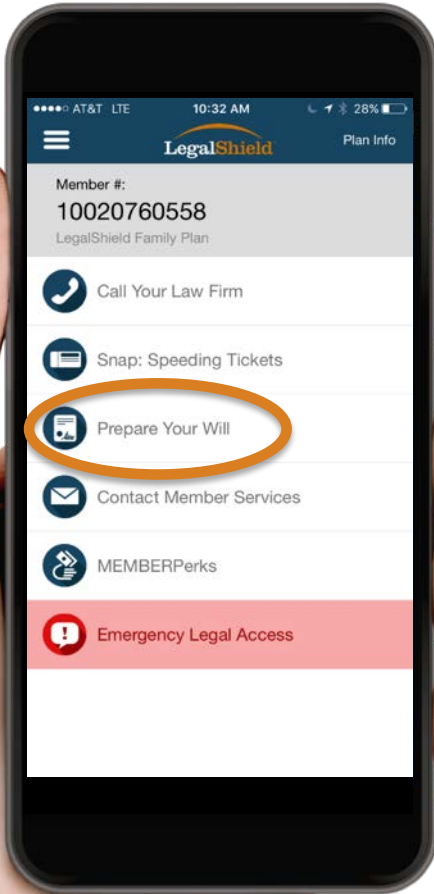 AT&T LTE 10:32 AM 28%
LegalShield Plan Info
Member #:
10020760558
LegalShield Family Plan
Call Your Law Firm
Snap: Speeding Tickets
Prepare Your Will
Contact Member Services
MEMBERPerks
Emergency Legal Access